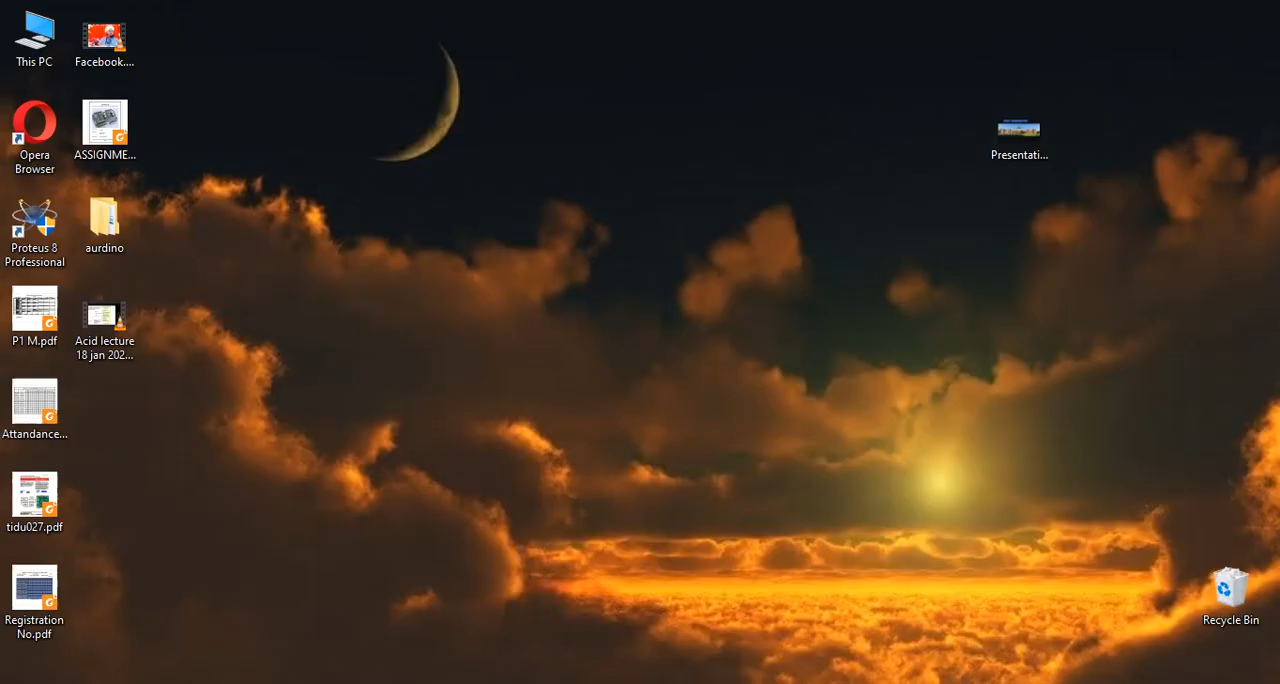 This PC
Facebook....
Opera
Browser
ASSIGNME...
Presentati...
Proteus 8
Professional
aurdino
P1 M.pdf
Acid lecture
18 jan 202...
Attandance...
tidu027.pdf
Registration
No.pdf
Recycle Bin